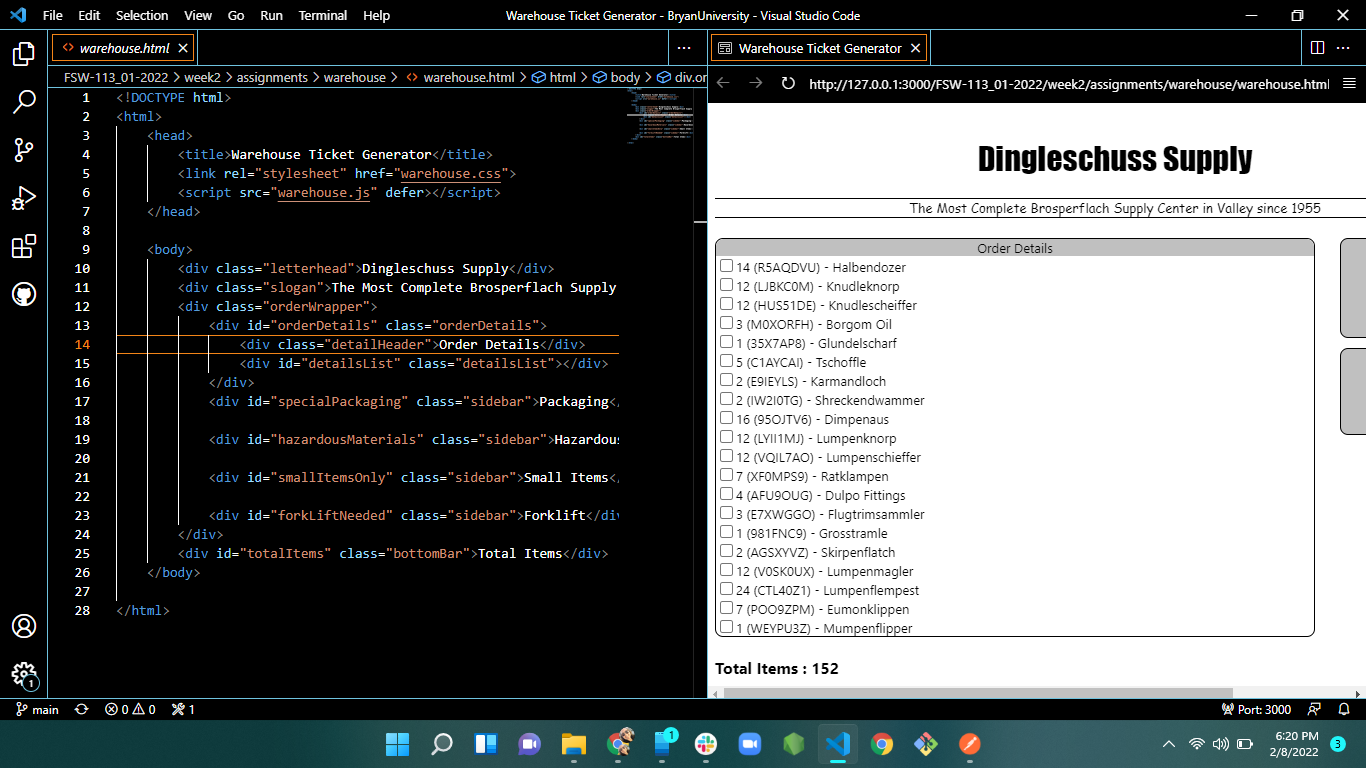 File Edit Selection View Go Run Terminal Help
Warehouse Ticket Generator - BryanUniversity - Visual Studio Code
warehouse.html
FSW-113_01-2022 > week2 > assignments > warehouse > warehouse.html > html > body > div.or
1 <!DOCTYPE html>
2 <html>
3 <head>
4 <title>Warehouse Ticket Generator</title>
5 <link rel="stylesheet" href="warehouse.css">
6 <script src="warehouse.js" defer></script>
7 </head>
8
9 <body>
10 <div class="letterhead">Dingleschuss Supply</div>
11 <div class="slogan">The Most Complete Brosperflach Supply
12 <div class="orderWrapper">
13 <div id="orderDetails" class="orderDetails">
14 <div class="detailHeader">Order Details</div>
15 <div id="detailsList" class="detailsList"></div>
16 </div>
17 <div id="specialPackaging" class="sidebar">Packaging<
18
19 <div id="hazardousMaterials" class="sidebar">Hazardous
20
21 <div id="smallItemsOnly" class="sidebar">Small Items<
22
23 <div id="forkLiftNeeded" class="sidebar">Forklift</div
24 </div>
25 <div id="totalItems" class="bottomBar">Total Items</div>
26 </body>
27
28 </html>
Warehouse Ticket Generator
http://127.0.0.1:3000/FSW-113_01-2022/week2/assignments/warehouse/warehouse.html
Dingleschuss Supply
The Most Complete Brosperflach Supply Center in Valley since 1955
Order Details
14 (R5AQDVU) - Halbendozer
12 (LJBKC0M) - Knudleknorp
12 (HUS51DE) - Knudlescheiffer
3 (M0XORFH) - Borgom Oil
1 (35X7AP8) - Glundelscharf
5 (C1AYCAI) - Tschoffle
2 (E9IEYLS) - Karmandloch
2 (IW2I0TG) - Shreckendwammer
16 (95OJTV6) - Dimpenaus
12 (LYII1MJ) - Lumpenknorp
12 (VQIL7AO) - Lumpenschieffer
7 (XF0MPS9) - Ratklampen
4 (AFU9OUG) - Dulpo Fittings
3 (E7XWGGO) - Flugtrimsammler
1 (981FNC9) - Grosstramle
2 (AGSXYVZ) - Skirpenflatch
12 (V0SK0UX) - Lumpenmagler
24 (CTL40Z1) - Lumpenflempest
7 (POO9ZPM) - Eumonklippen
1 (WEYPU3Z) - Mumpenflipper
Total Items : 152
1
main 0 0 1
Port: 3000
1
6:20 PM
2/8/2022
3